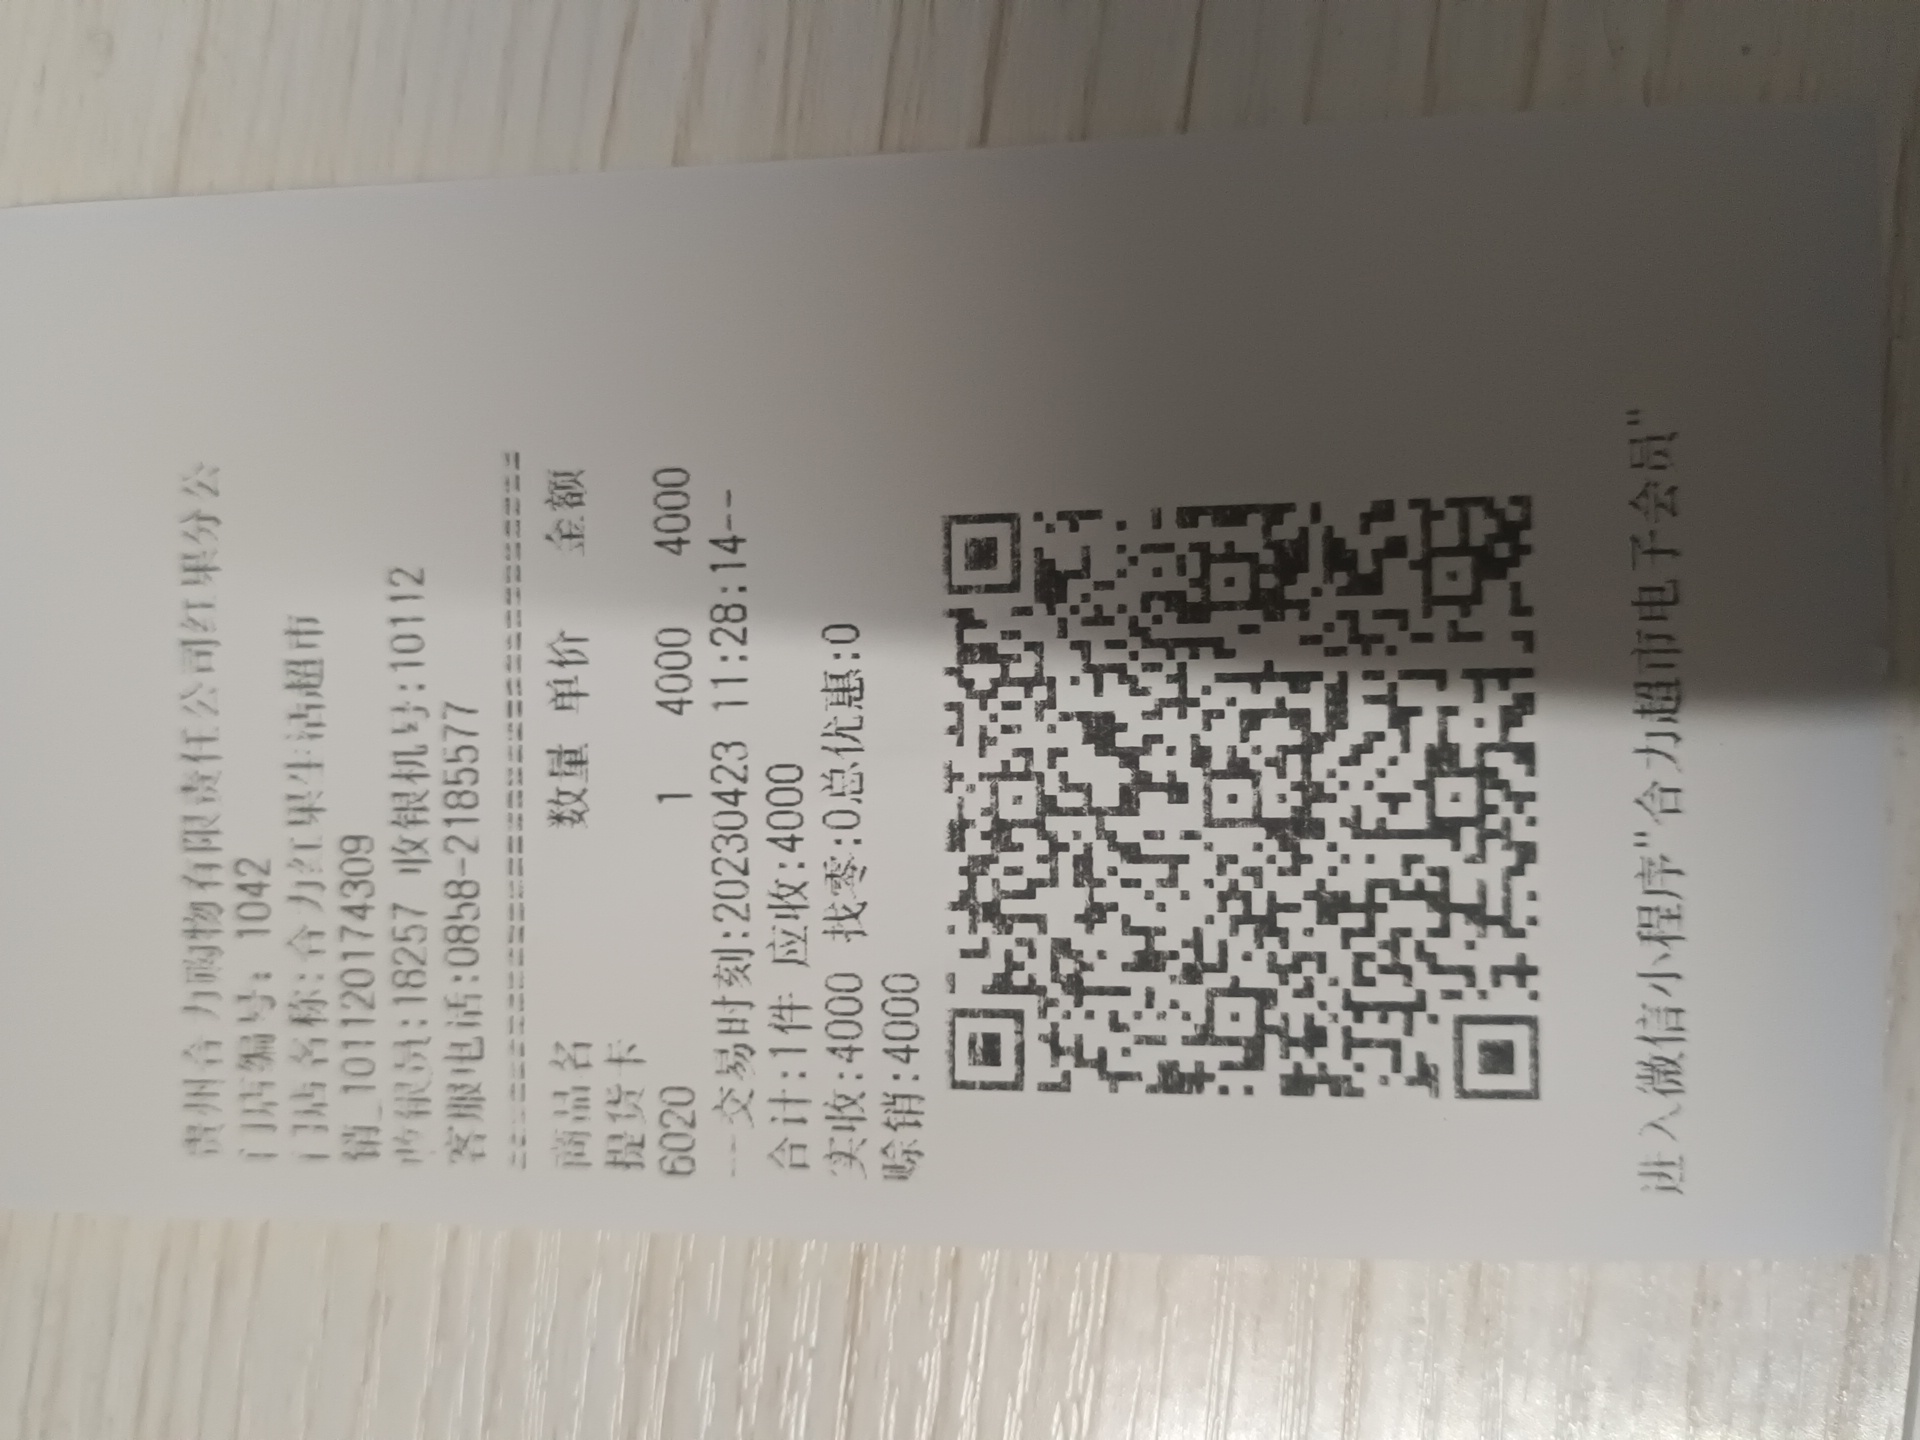 贵州合力购物有限责任公司红果分公
门店编号: 1042
门店名称:合力红果生活超市
销_101120174309
收银员:18257 收银机号:10112
客服电话:0858-2185577
========================================
商品名 数量 单价 金额
提货卡
6020 1 4000 4000
--交易时刻:20230423 11:28:14--
合计:1件 应收:4000
实收:4000 找零:0总优惠:0
赊销:4000
进入微信小程序"合力超市电子会员"